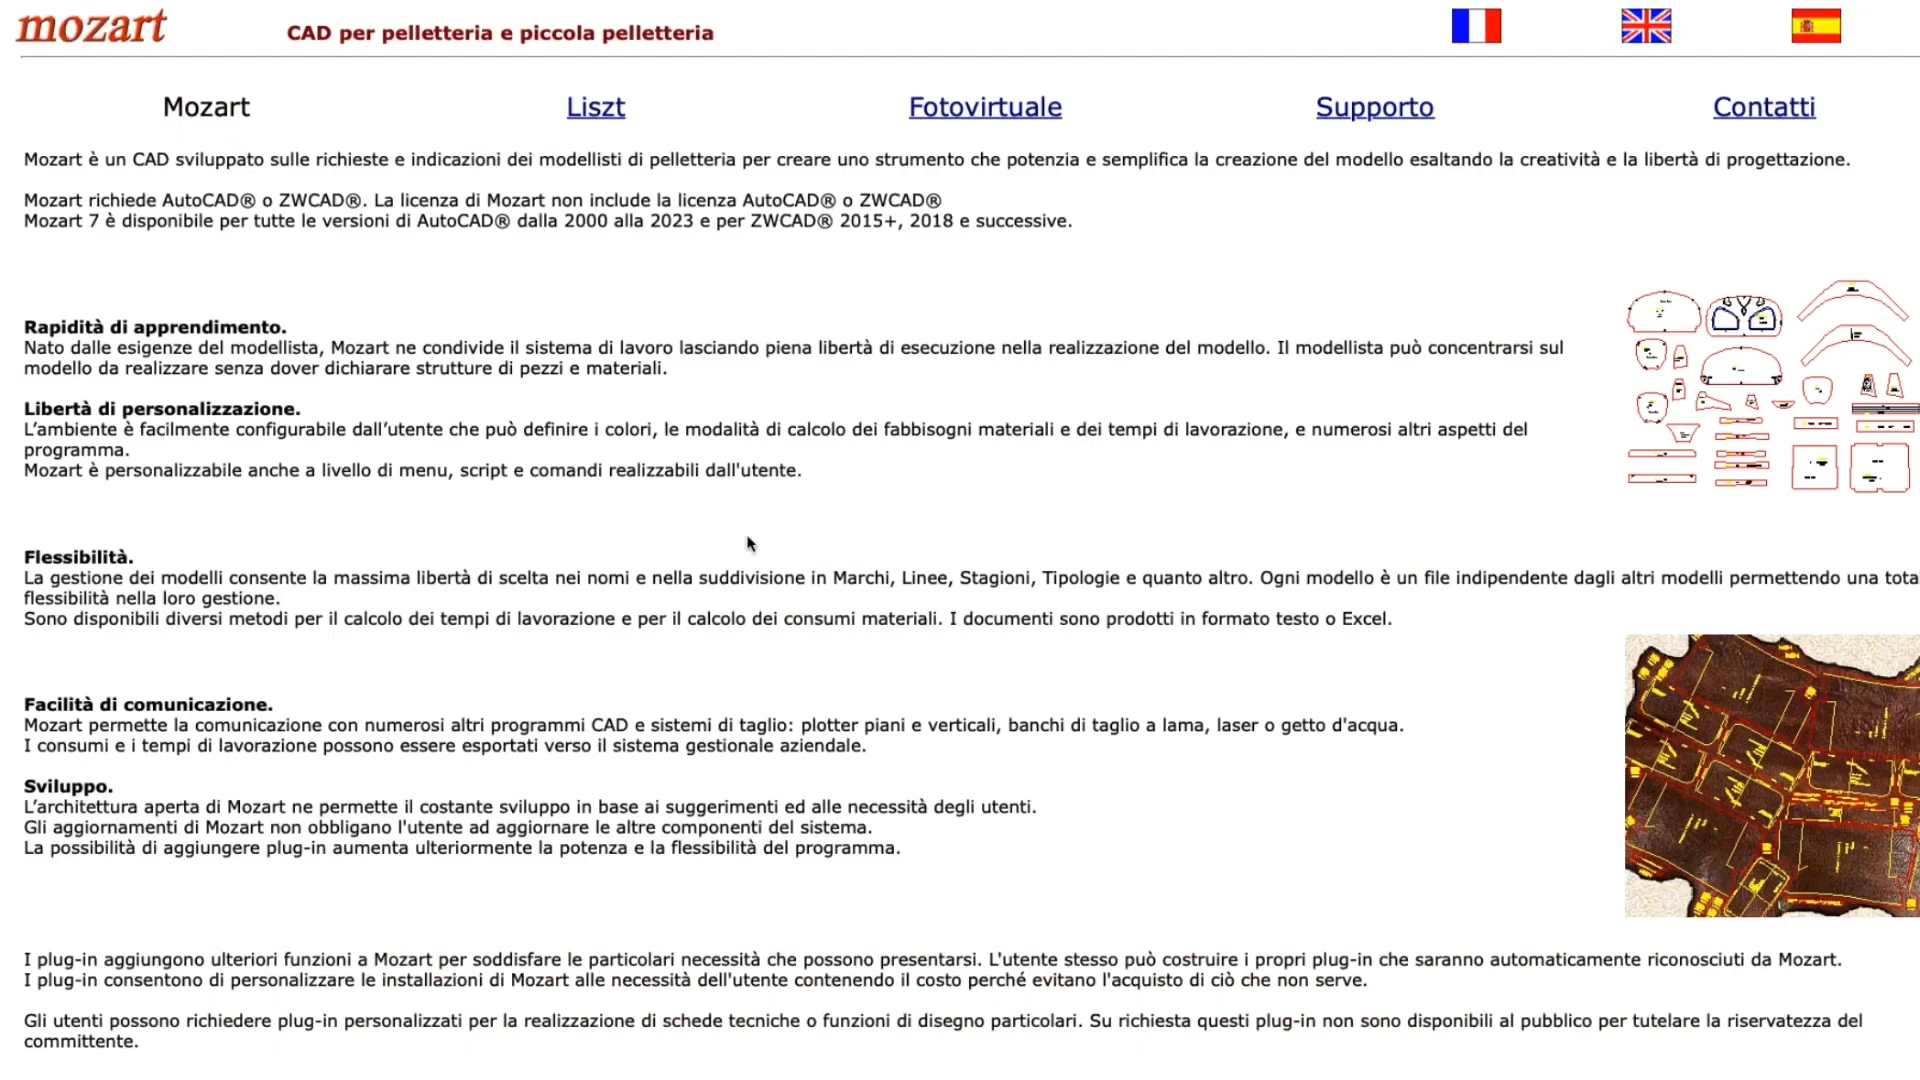 mozart
CAD per pelletteria e piccola pelletteria
Mozart Liszt Fotovirtuale Supporto Contatti
Mozart è un CAD sviluppato sulle richieste e indicazioni dei modellisti di pelletteria per creare uno strumento che potenzia e semplifica la creazione del modello esaltando la creatività e la libertà di progettazione.
Mozart richiede AutoCAD® o ZWCAD®. La licenza di Mozart non include la licenza AutoCAD® o ZWCAD®
Mozart 7 è disponibile per tutte le versioni di AutoCAD® dalla 2000 alla 2023 e per ZWCAD® 2015+, 2018 e successive.
Rapidità di apprendimento.
Nato dalle esigenze del modellista, Mozart ne condivide il sistema di lavoro lasciando piena libertà di esecuzione nella realizzazione del modello. Il modellista può concentrarsi sul
modello da realizzare senza dover dichiarare strutture di pezzi e materiali.
Libertà di personalizzazione.
L’ambiente è facilmente configurabile dall’utente che può definire i colori, le modalità di calcolo dei fabbisogni materiali e dei tempi di lavorazione, e numerosi altri aspetti del
programma.
Mozart è personalizzabile anche a livello di menu, script e comandi realizzabili dall'utente.
Flessibilità.
La gestione dei modelli consente la massima libertà di scelta nei nomi e nella suddivisione in Marchi, Linee, Stagioni, Tipologie e quanto altro. Ogni modello è un file indipendente dagli altri modelli permettendo una tota
flessibilità nella loro gestione.
Sono disponibili diversi metodi per il calcolo dei tempi di lavorazione e per il calcolo dei consumi materiali. I documenti sono prodotti in formato testo o Excel.
Facilità di comunicazione.
Mozart permette la comunicazione con numerosi altri programmi CAD e sistemi di taglio: plotter piani e verticali, banchi di taglio a lama, laser o getto d'acqua.
I consumi e i tempi di lavorazione possono essere esportati verso il sistema gestionale aziendale.
Sviluppo.
L’architettura aperta di Mozart ne permette il costante sviluppo in base ai suggerimenti ed alle necessità degli utenti.
Gli aggiornamenti di Mozart non obbligano l'utente ad aggiornare le altre componenti del sistema.
La possibilità di aggiungere plug-in aumenta ulteriormente la potenza e la flessibilità del programma.
I plug-in aggiungono ulteriori funzioni a Mozart per soddisfare le particolari necessità che possono presentarsi. L'utente stesso può costruire i propri plug-in che saranno automaticamente riconosciuti da Mozart.
I plug-in consentono di personalizzare le installazioni di Mozart alle necessità dell'utente contenendo il costo perché evitano l'acquisto di ciò che non serve.
Gli utenti possono richiedere plug-in personalizzati per la realizzazione di schede tecniche o funzioni di disegno particolari. Su richiesta questi plug-in non sono disponibili al pubblico per tutelare la riservatezza del
committente.